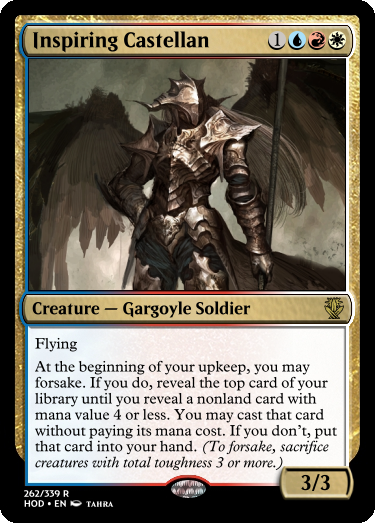 Inspiring Castellan 1
Creature — Gargoyle Soldier
Flying
At the beginning of your upkeep, you may
forsake. If you do, reveal the top card of your
library until you reveal a nonland card with
mana value 4 or less. You may cast that card
without paying its mana cost. If you don't, put
that card into your hand. (To forsake, sacrifice
creatures with total toughness 3 or more.)
3/3
262/339 R
HOD • EN TAHRA